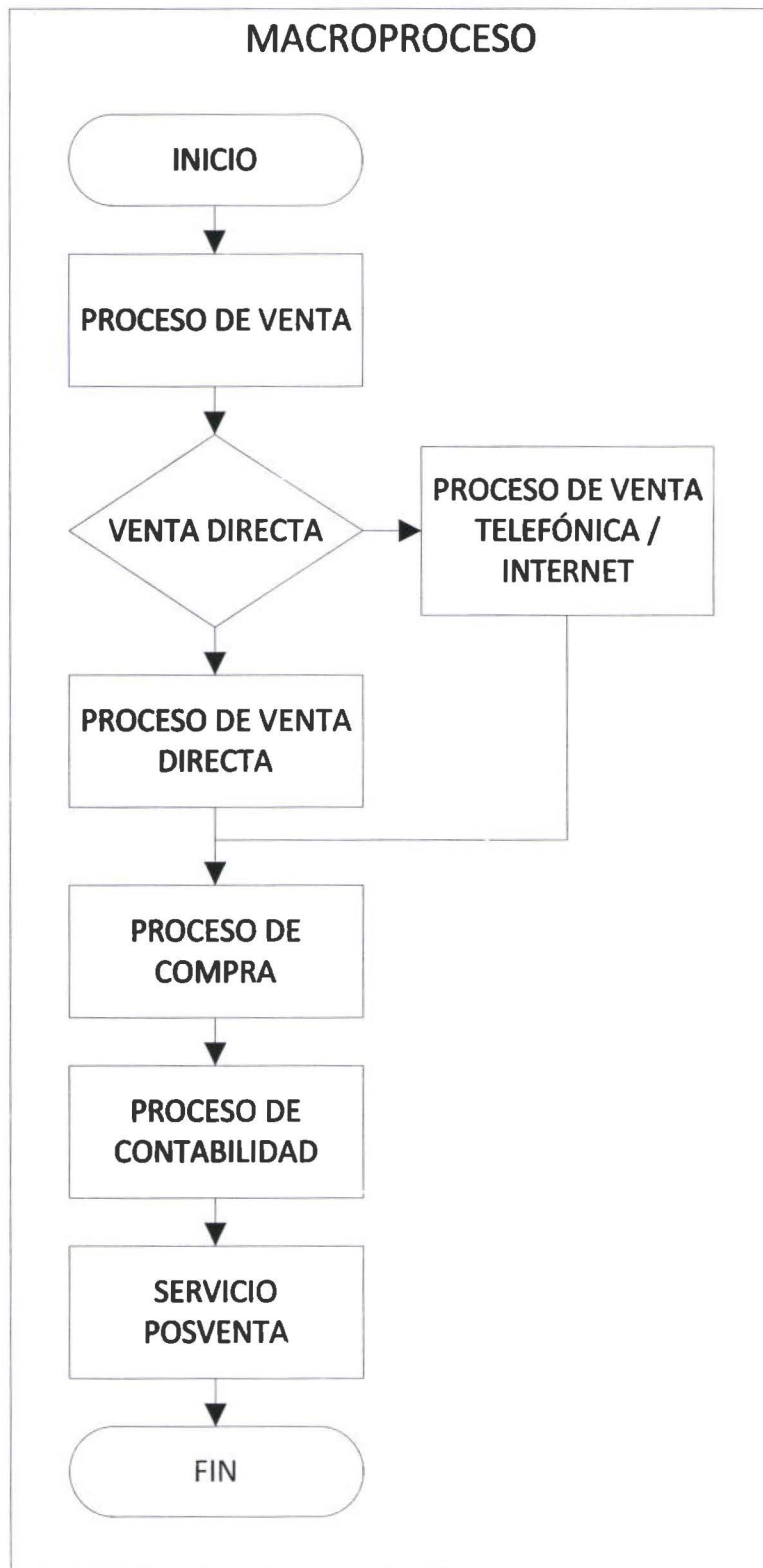 MACROPROCESO
INICIO
PROCESO DE VENTA
VENTA DIRECTA
PROCESO DE VENTA
TELEFÓNICA /
INTERNET
PROCESO DE VENTA
DIRECTA
PROCESO DE
COMPRA
PROCESO DE
CONTABILIDAD
SERVICIO
POSVENTA
FIN